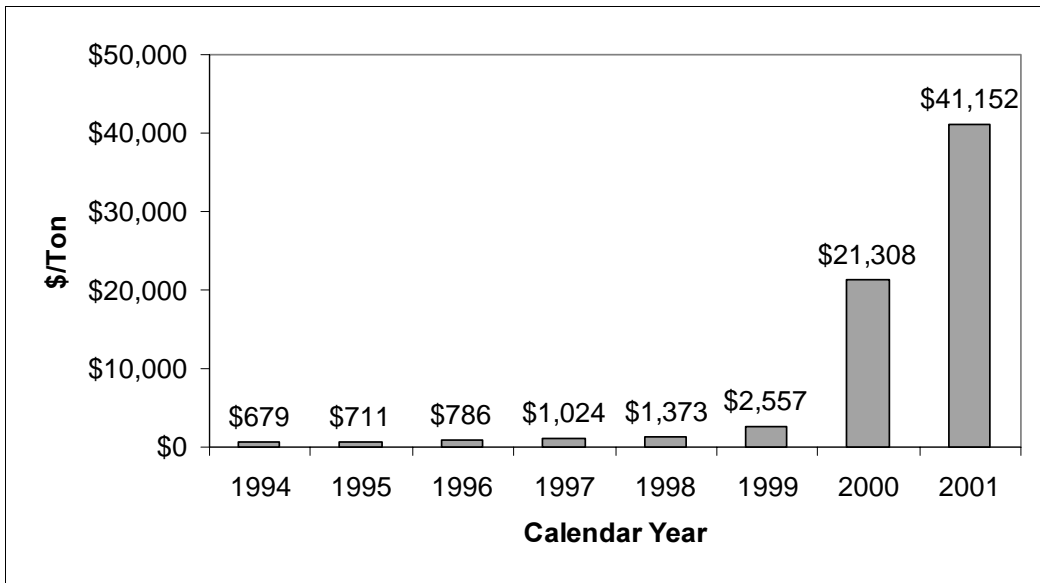 $50,000
$41,152
$40,000
$30,000
$/Ton
$21,308
$20,000
$10,000
$679 $711 $786 $1,024 $1,373 $2,557
$0
1994 1995 1996 1997 1998 1999 2000 2001
Calendar Year